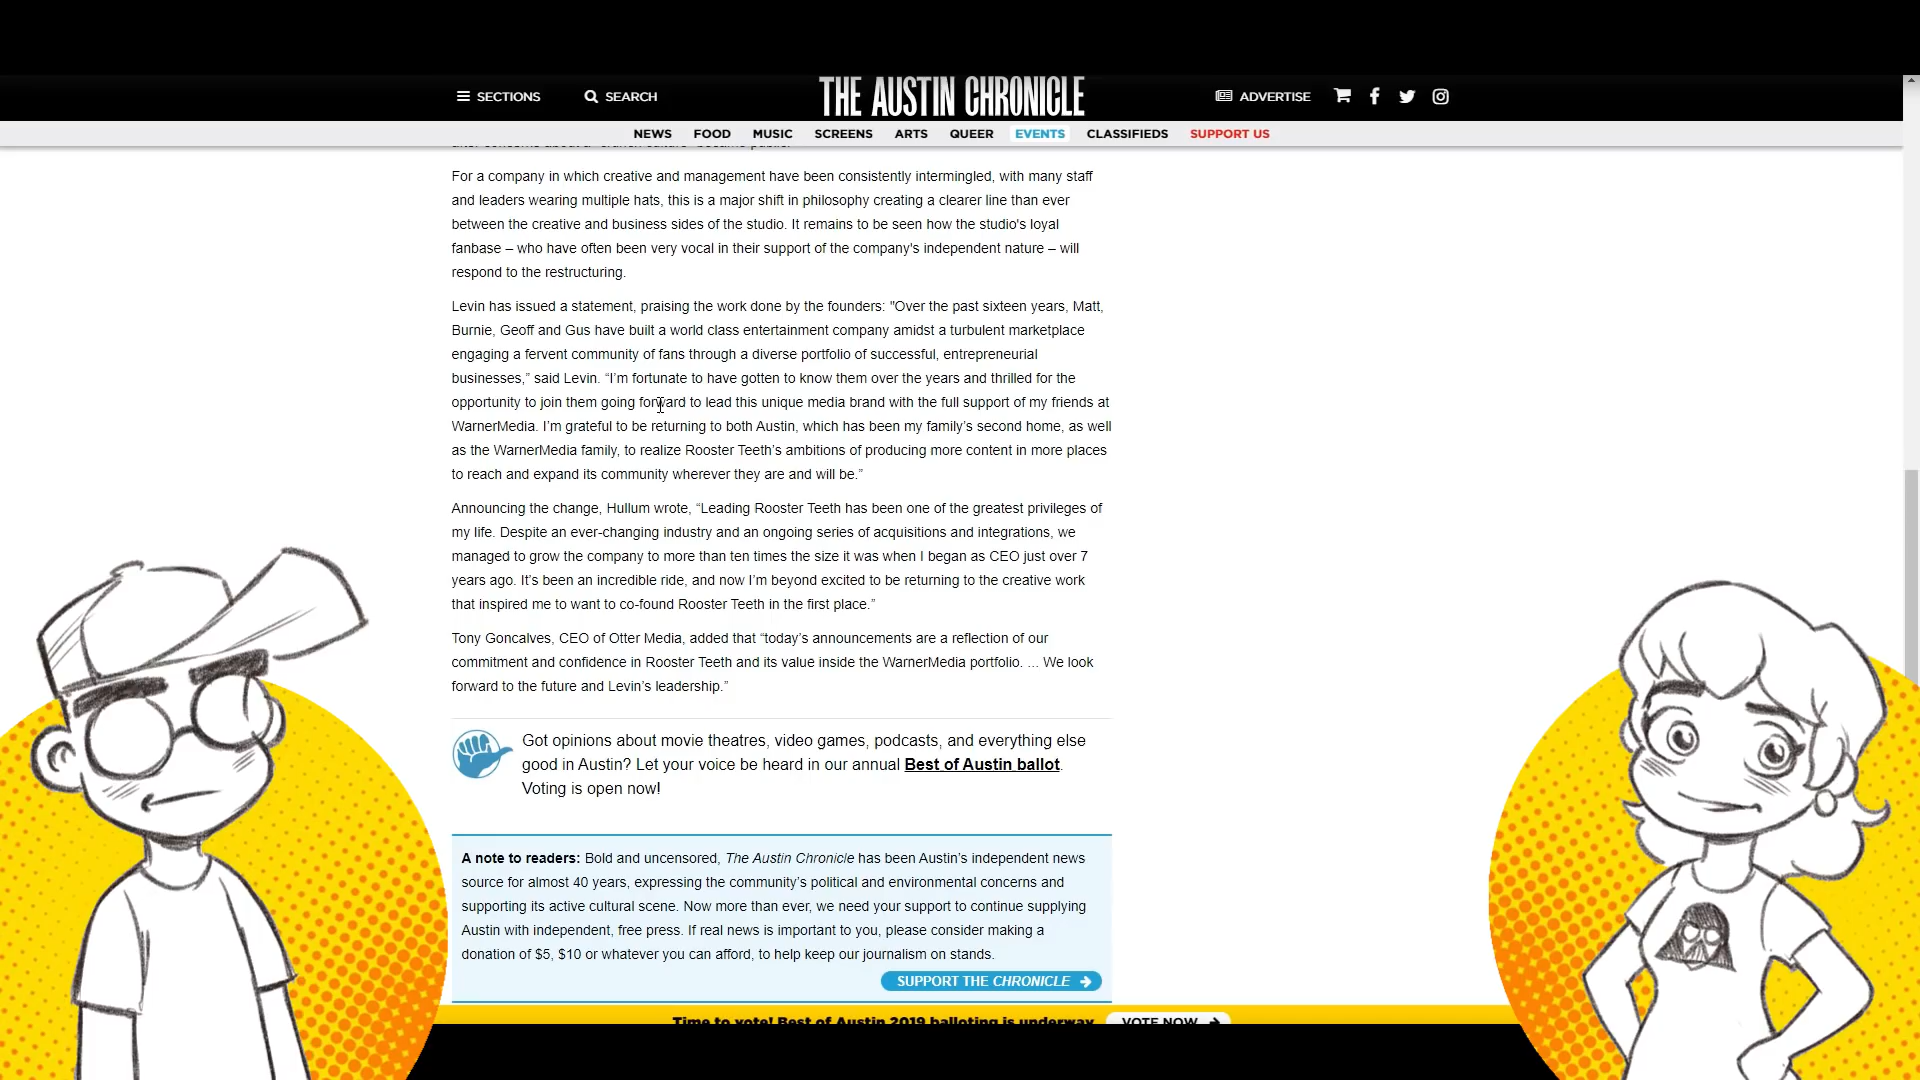 SECTIONS
SEARCH
THE AUSTIN CHRONICLE
ADVERTISE
NEWS FOOD MUSIC SCREENS ARTS QUEER EVENTS CLASSIFIEDS SUPPORT US
For a company in which creative and management have been consistently intermingled, with many staff
and leaders wearing multiple hats, this is a major shift in philosophy creating a clearer line than ever
between the creative and business sides of the studio. It remains to be seen how the studio's loyal
fanbase – who have often been very vocal in their support of the company's independent nature – will
respond to the restructuring.
Levin has issued a statement, praising the work done by the founders: "Over the past sixteen years, Matt,
Burnie, Geoff and Gus have built a world class entertainment company amidst a turbulent marketplace
engaging a fervent community of fans through a diverse portfolio of successful, entrepreneurial
businesses,” said Levin. “I’m fortunate to have gotten to know them over the years and thrilled for the
opportunity to join them going forward to lead this unique media brand with the full support of my friends at
WarnerMedia. I’m grateful to be returning to both Austin, which has been my family’s second home, as well
as the WarnerMedia family, to realize Rooster Teeth’s ambitions of producing more content in more places
to reach and expand its community wherever they are and will be.”
Announcing the change, Hullum wrote, “Leading Rooster Teeth has been one of the greatest privileges of
my life. Despite an ever-changing industry and an ongoing series of acquisitions and integrations, we
managed to grow the company to more than ten times the size it was when I began as CEO just over 7
years ago. It’s been an incredible ride, and now I’m beyond excited to be returning to the creative work
that inspired me to want to co-found Rooster Teeth in the first place.”
Tony Goncalves, CEO of Otter Media, added that “today’s announcements are a reflection of our
commitment and confidence in Rooster Teeth and its value inside the WarnerMedia portfolio. ... We look
forward to the future and Levin’s leadership.”
Got opinions about movie theatres, video games, podcasts, and everything else
good in Austin? Let your voice be heard in our annual Best of Austin ballot.
Voting is open now!
A note to readers: Bold and uncensored, The Austin Chronicle has been Austin’s independent news
source for almost 40 years, expressing the community’s political and environmental concerns and
supporting its active cultural scene. Now more than ever, we need your support to continue supplying
Austin with independent, free press. If real news is important to you, please consider making a
donation of $5, $10 or whatever you can afford, to help keep our journalism on stands.
SUPPORT THE CHRONICLE
Time to vote! Best of Austin 2019 balloting is underway
VOTE NOW